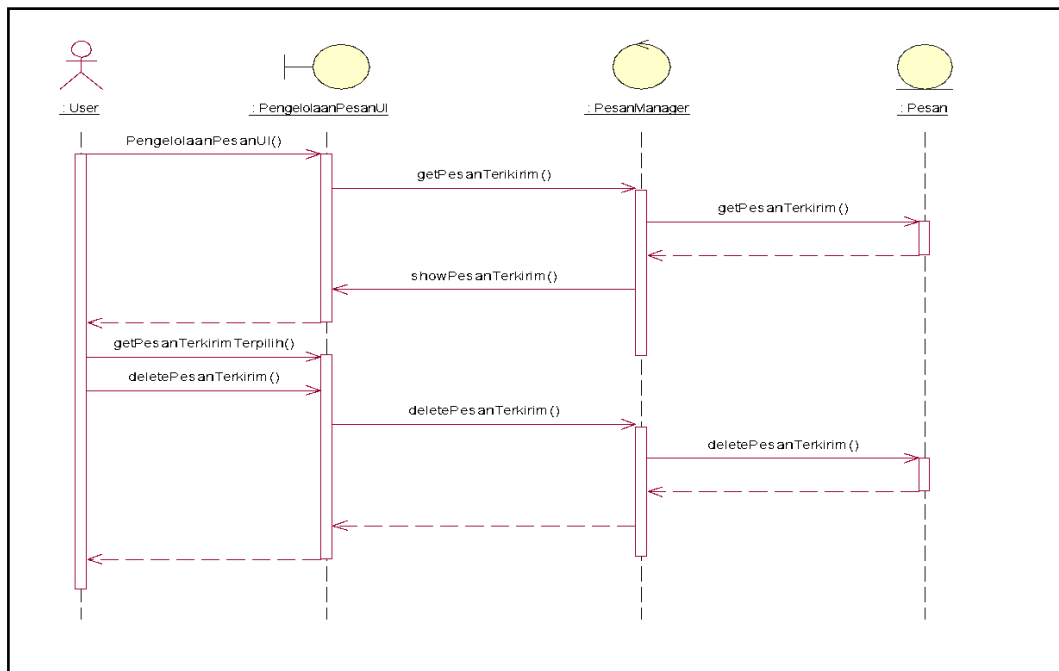 : User
: PengelolaanPesanUI
: PesanManager
: Pesan
PengelolaanPesanUI()
getPesanTerikirim()
getPesanTerkirim()
showPesanTerkirim()
getPesanTerkirimTerpilih()
deletePesanTerkirim()
deletePesanTerkirim()
deletePesanTerkirim()